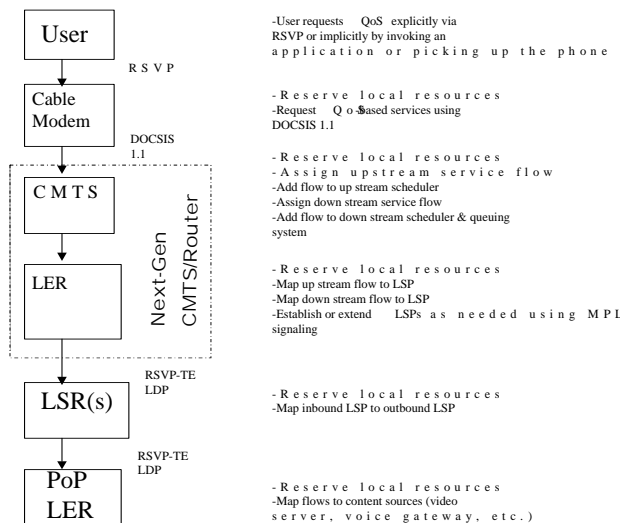 User
-User requests QoS explicitly via
RSVP or implicitly by invoking an
application or picking up the phone
RSVP
Cable
Modem
-Reserve local resources
-Request QoS-based services using
DOCSIS 1.1
DOCSIS
1.1
CMTS
-Reserve local resources
-Assign upstream service flow
-Add flow to up stream scheduler
-Assign down stream service flow
-Add flow to down stream scheduler & queuing
system
Next-Gen
CMTS/Router
LER
-Reserve local resources
-Map up stream flow to LSP
-Map down stream flow to LSP
-Establish or extend LSPs as needed using MPL
signaling
RSVP-TE
LDP
LSR(s)
-Reserve local resources
-Map inbound LSP to outbound LSP
RSVP-TE
LDP
PoP
LER
-Reserve local resources
-Map flows to content sources (video
server, voice gateway, etc.)